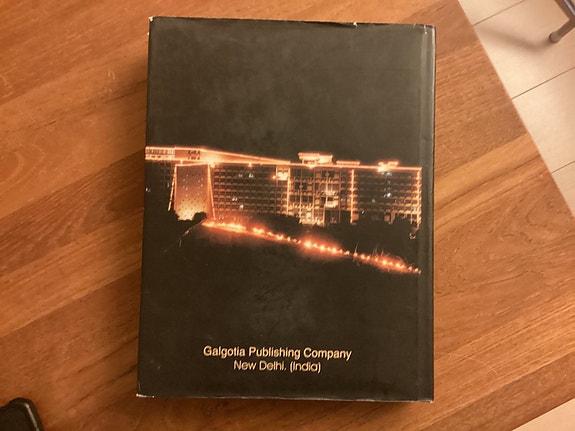 Galgotia Publishing Company
New Delhi. (India)